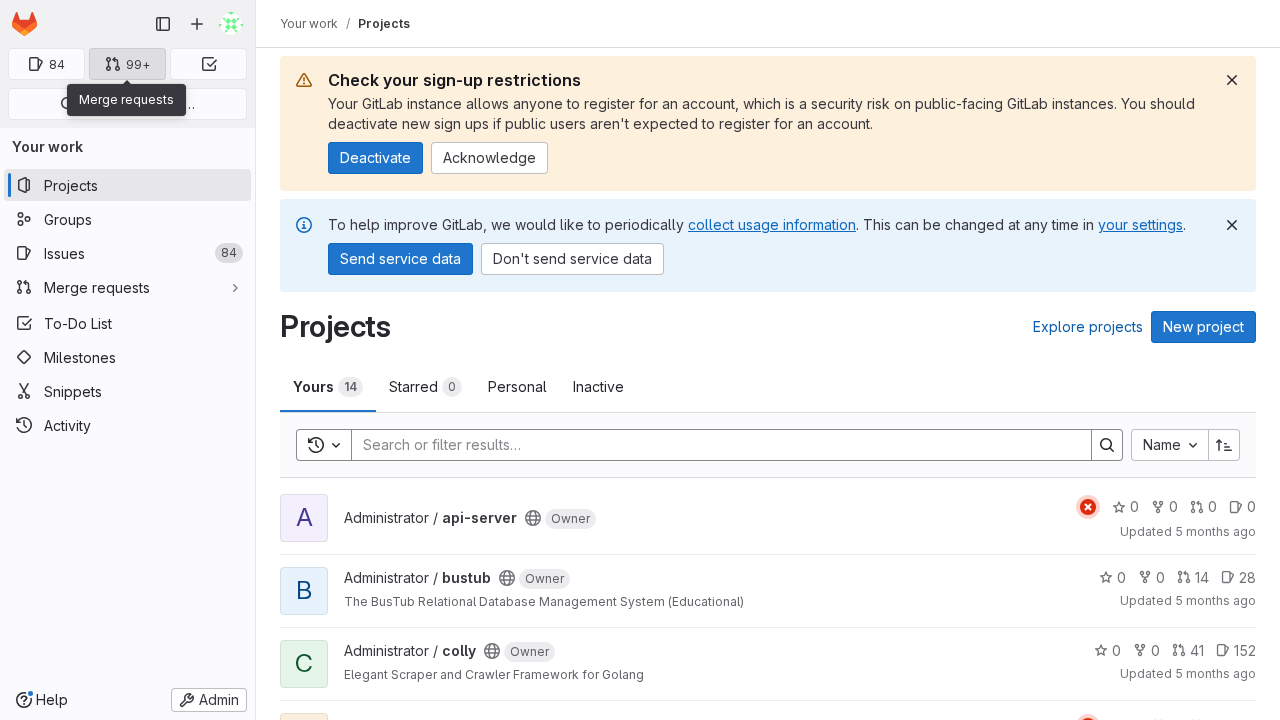 Your work / Projects
84
99+
Merge requests
Your work
Projects
Groups
Issues 84
Merge requests
To-Do List
Milestones
Snippets
Activity
Help
Admin
Check your sign-up restrictions
Your GitLab instance allows anyone to register for an account, which is a security risk on public-facing GitLab instances. You should
deactivate new sign ups if public users aren't expected to register for an account.
Deactivate
Acknowledge
To help improve GitLab, we would like to periodically collect usage information. This can be changed at any time in your settings.
Send service data
Don't send service data
Projects
Explore projects
New project
Yours 14
Starred 0
Personal
Inactive
Search or filter results…
Name
A
Administrator / api-server
Owner
0 0 0 0
Updated 5 months ago
B
Administrator / bustub
Owner
The BusTub Relational Database Management System (Educational)
0 0 14 28
Updated 5 months ago
C
Administrator / colly
Owner
Elegant Scraper and Crawler Framework for Golang
0 0 41 152
Updated 5 months ago